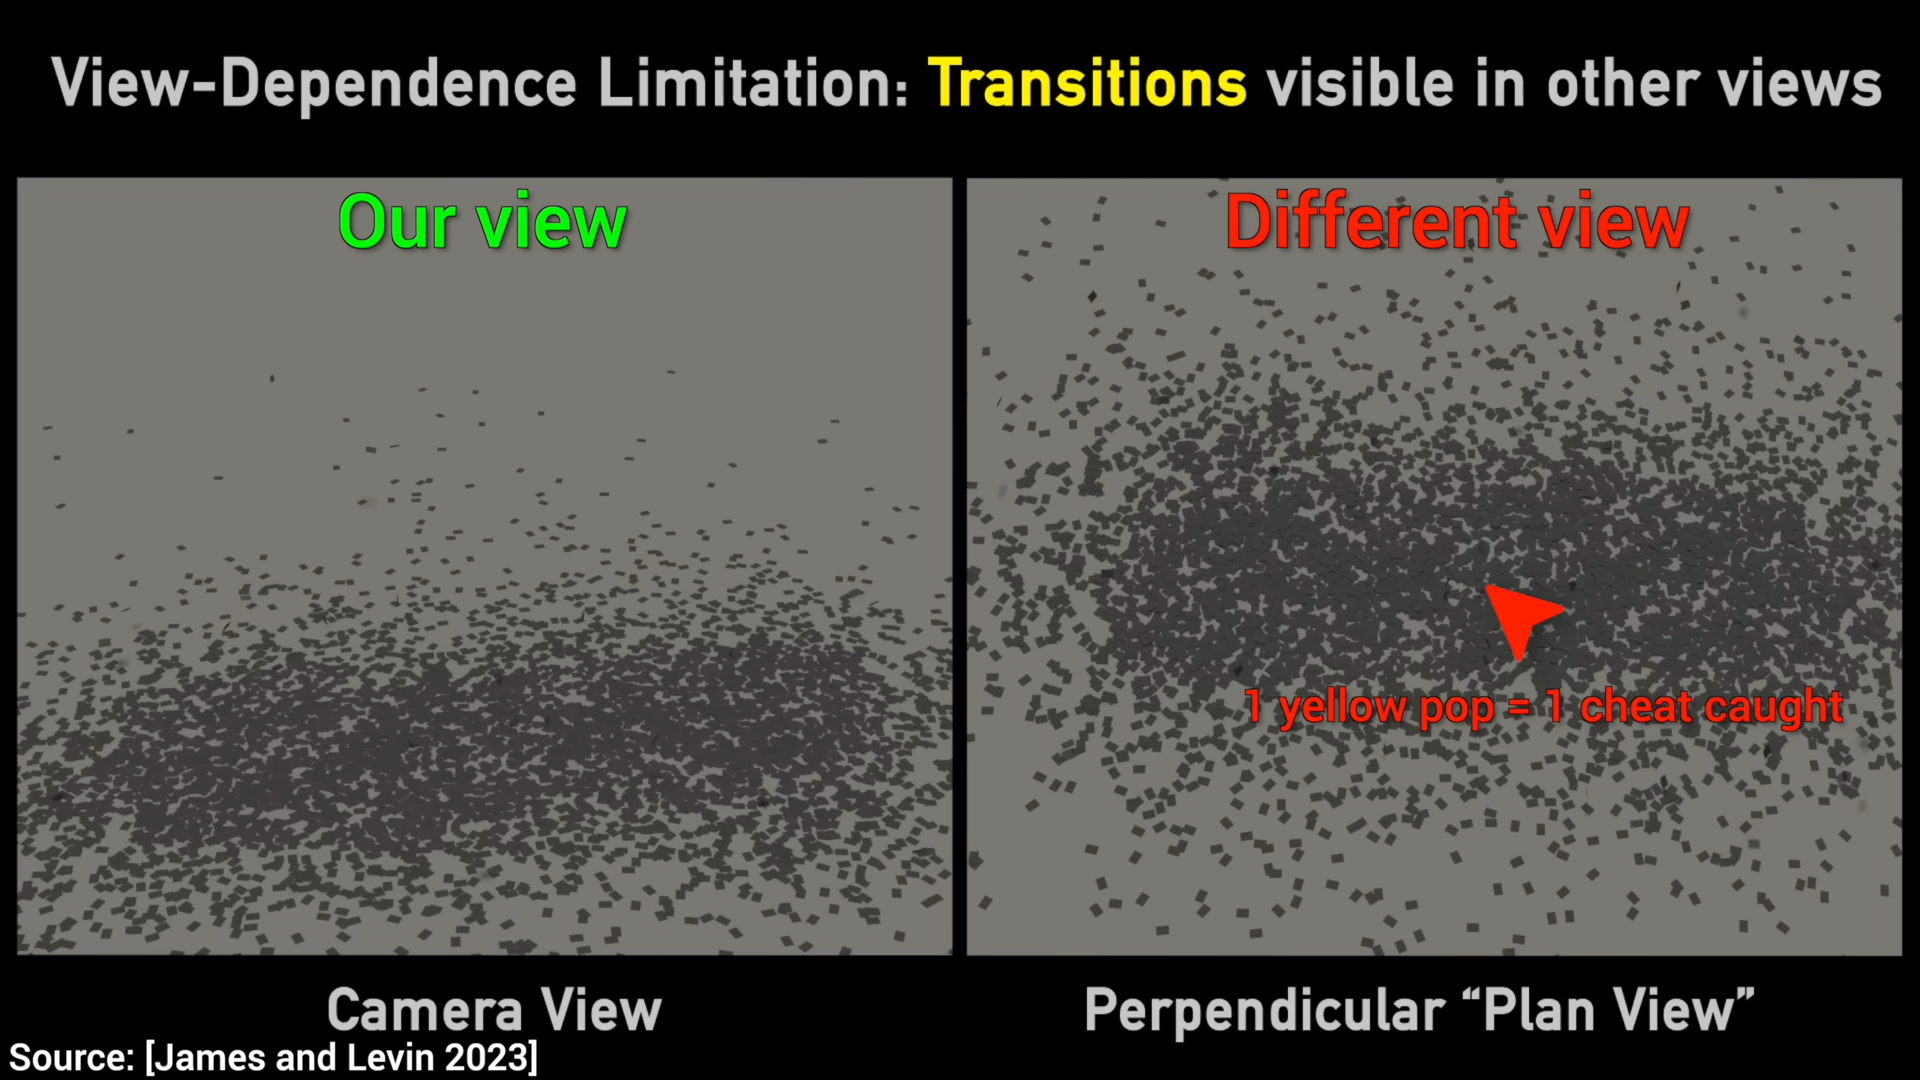 View-Dependence Limitation: Transitions visible in other views
Our view
Different view
1 yellow pop = 1 cheat caught
Camera View
Perpendicular “Plan View”
Source: [James and Levin 2023]